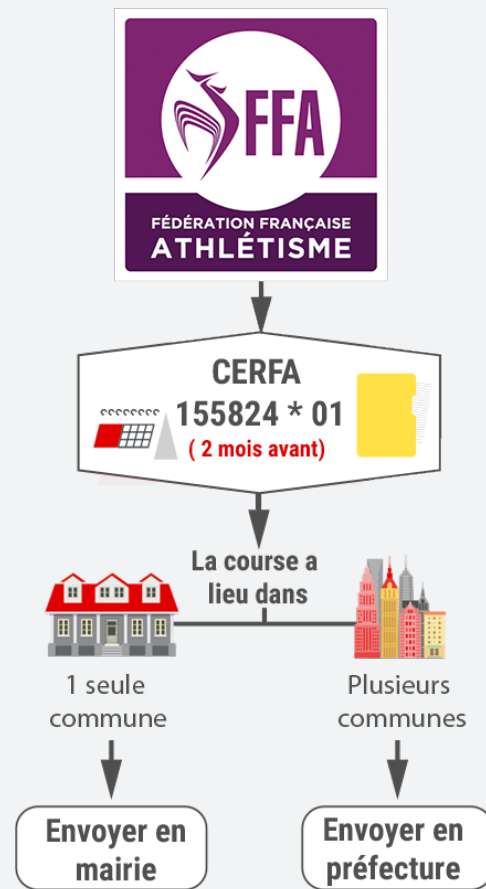 FFA
FÉDÉRATION FRANÇAISE
ATHLÉTISME
CERFA
155824 * 01
( 2 mois avant)
La course a
lieu dans
1 seule
commune
Plusieurs
communes
Envoyer en
mairie
Envoyer en
préfecture